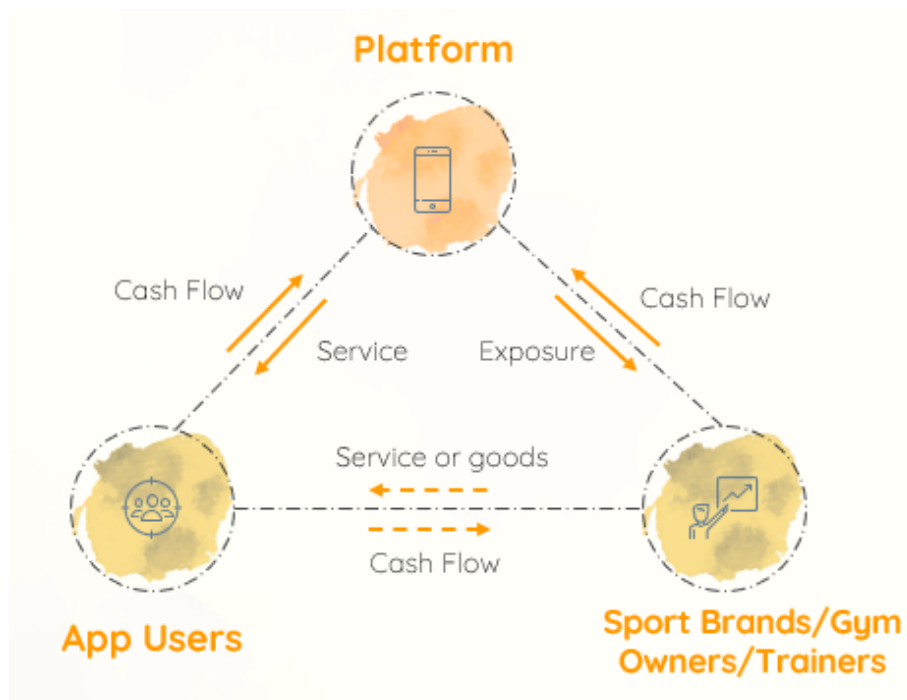 Platform
Cash Flow
Cash Flow
Service
Exposure
Service or goods
Cash Flow
App Users
Sport Brands/Gym
Owners/Trainers